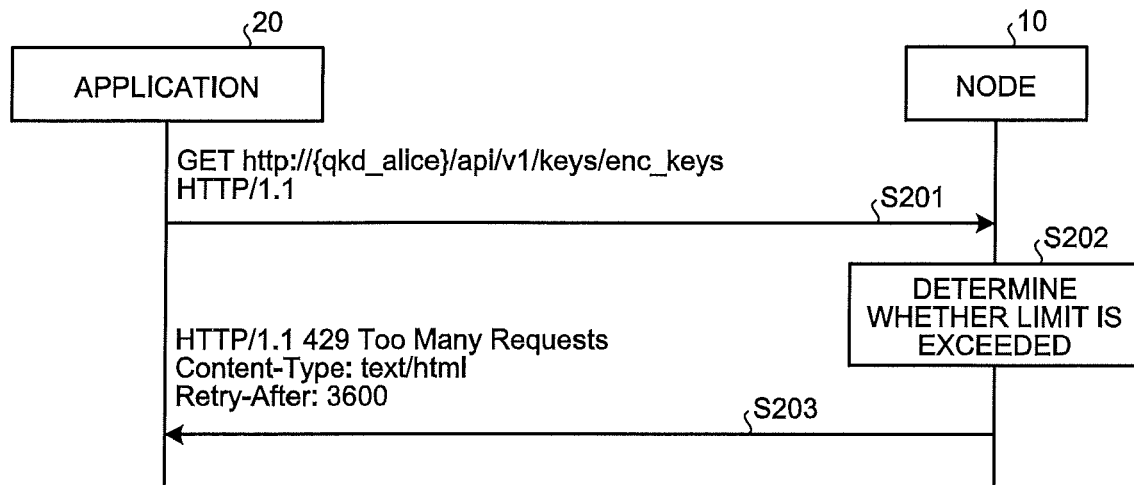 20
10
APPLICATION
NODE
GET http://{qkd_alice}/api/v1/keys/enc_keys
HTTP/1.1
S201
S202
DETERMINE
WHETHER LIMIT IS
EXCEEDED
HTTP/1.1 429 Too Many Requests
Content-Type: text/html
Retry-After: 3600
S203